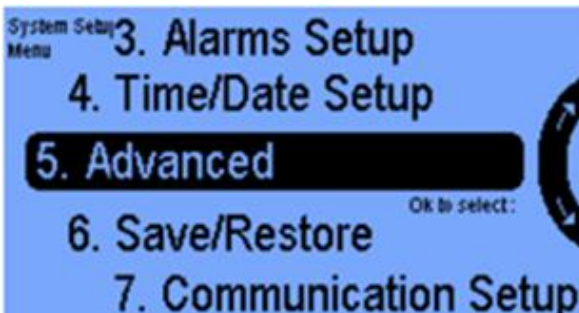 System Setup
Menu
3. Alarms Setup
4. Time/Date Setup
5. Advanced
Ok to select:
6. Save/Restore
7. Communication Setup